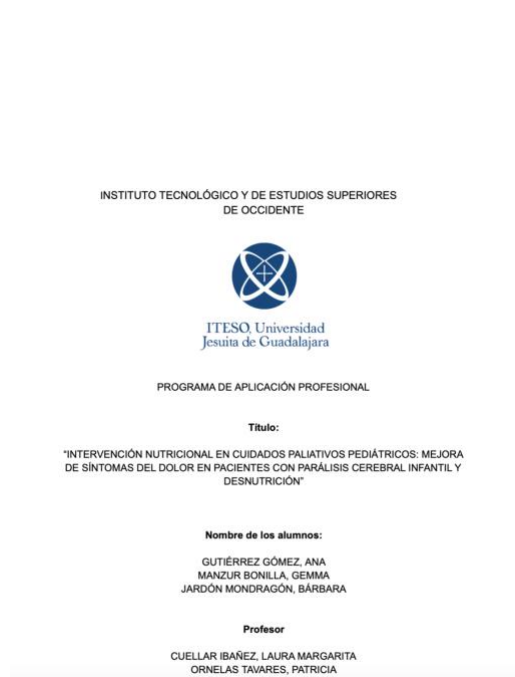 INSTITUTO TECNOLÓGICO Y DE ESTUDIOS SUPERIORES
DE OCCIDENTE
ITESO, Universidad
Jesuita de Guadalajara
PROGRAMA DE APLICACIÓN PROFESIONAL
Título:
"INTERVENCIÓN NUTRICIONAL EN CUIDADOS PALIATIVOS PEDIÁTRICOS: MEJORA
DE SÍNTOMAS DEL DOLOR EN PACIENTES CON PARÁLISIS CEREBRAL INFANTIL Y
DESNUTRICIÓN"
Nombre de los alumnos:
GUTIÉRREZ GÓMEZ, ANA
MANZUR BONILLA, GEMMA
JARDÓN MONDRAGÓN, BÁRBARA
Profesor
CUELLAR IBAÑEZ, LAURA MARGARITA
ORNELAS TAVARES, PATRICIA